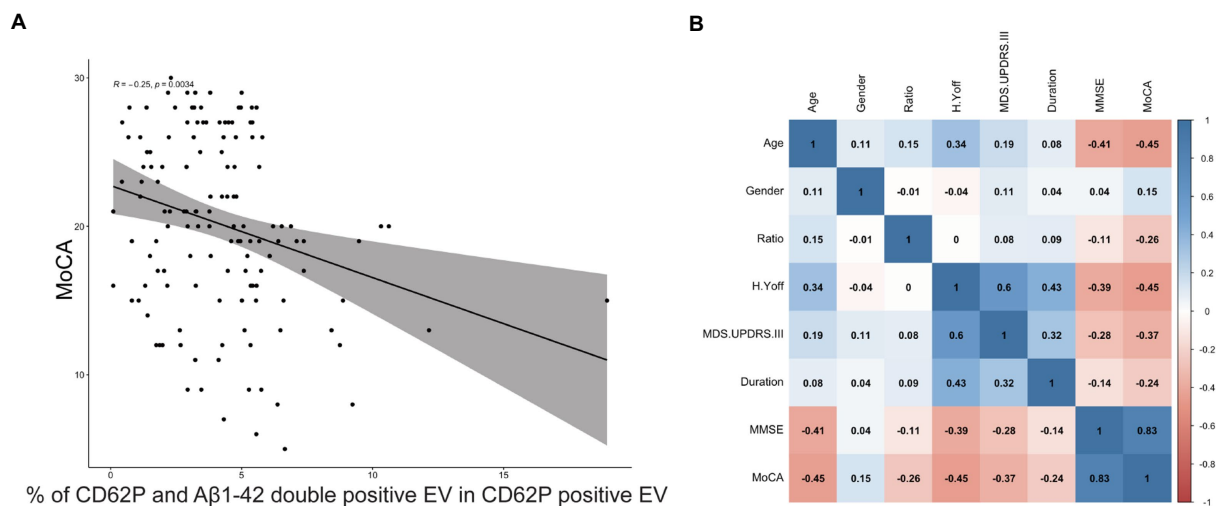 A
R = −0.25, p = 0.0034
30
20
10
MoCA
0
5
10
15
% of CD62P and Aβ1-42 double positive EV in CD62P positive EV
B
Age
Gender
Ratio
H.Yoff
MDS.UPDRS.III
Duration
MMSE
MoCA
Age 1 0.11 0.15 0.34 0.19 0.08 -0.41 -0.45
Gender 0.11 1 -0.01 -0.04 0.11 0.04 0.04 0.15
Ratio 0.15 -0.01 1 0 0.08 0.09 -0.11 -0.26
H.Yoff 0.34 -0.04 0 1 0.6 0.43 -0.39 -0.45
MDS.UPDRS.III 0.19 0.11 0.08 0.6 1 0.32 -0.28 -0.37
Duration 0.08 0.04 0.09 0.43 0.32 1 -0.14 -0.24
MMSE -0.41 0.04 -0.11 -0.39 -0.28 -0.14 1 0.83
MoCA -0.45 0.15 -0.26 -0.45 -0.37 -0.24 0.83 1
1
0.8
0.6
0.4
0.2
0
-0.2
-0.4
-0.6
-0.8
-1